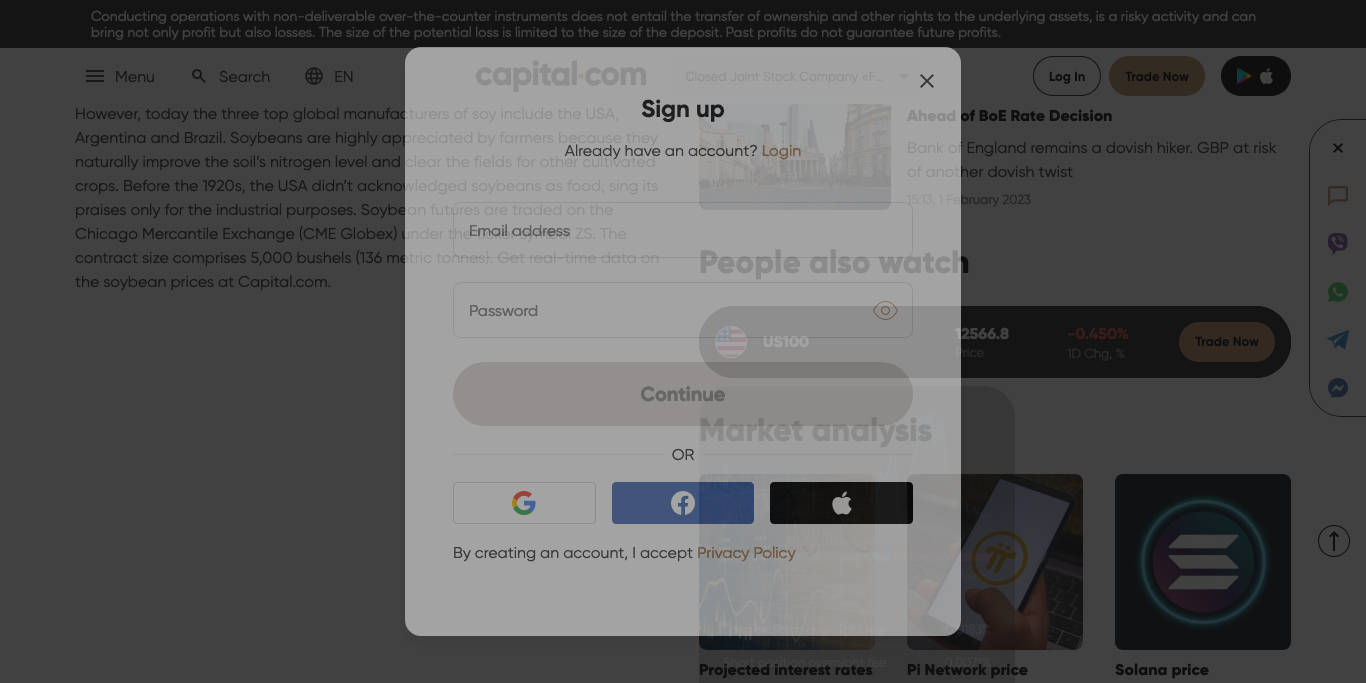 Conducting operations with non-deliverable over-the-counter instruments does not entail the transfer of ownership and other rights to the underlying assets, is a risky activity and can
bring not only profit but also losses. The size of the potential loss is limited to the size of the deposit. Past profits do not guarantee future profits.
Menu
Search
EN
capital.com
Closed Joint Stock Company «F...
Log In
Trade Now
Sign up
Already have an account? Login
Email address
Password
Continue
OR
By creating an account, I accept Privacy Policy
However, today the three top global manufacturers of soy include the USA,
Argentina and Brazil. Soybeans are highly appreciated by farmers because they
naturally improve the soil's nitrogen level and clear the fields for other cultivated
crops. Before the 1920s, the USA didn't acknowledged soybeans as food, sing its
praises only for the industrial purposes. Soybean futures are traded on the
Chicago Mercantile Exchange (CME Globex) under the symbol ZS. The
contract size comprises 5,000 bushels (136 metric tonnes). Get real-time data on
the soybean prices at Capital.com.
Ahead of BoE Rate Decision
Bank of England remains a dovish hiker. GBP at risk
of another dovish twist
15:13, 1 February 2023
People also watch
US100
12566.8
Price
-0.450%
1D Chg, %
Trade Now
Market analysis
Projected interest rates
Pi Network price
Solana price